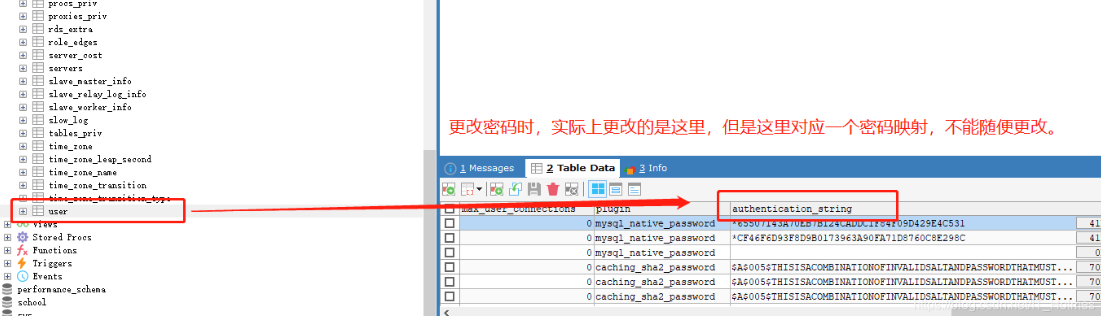 procs_priv
proxies_priv
rds_extra
role_edges
server_cost
servers
slave_master_info
slave_relay_log_info
slave_worker_info
slow_log
tables_priv
time_zone
time_zone_leap_second
time_zone_name
time_zone_transition
time_zone_transition_type
user
Views
Stored Procs
Functions
Triggers
Events
performance_schema
school
sys
更改密码时，实际上更改的是这里，但是这里对应一个密码映射，不能随便更改。
1 Messages 2 Table Data 3 Info
max_user_connections plugin authentication_string
0 mysql_native_password 41
0 mysql_native_password *CF46F6D93F8D9B0173963A90FA71D8760C8E298C 41
0 mysql_native_password 0
0 caching_sha2_password $A$005$THISISACOMBINATIONOFINVALIDSALTANDPASSWORDTHATMUST... 70
0 caching_sha2_password $A$005$THISISACOMBINATIONOFINVALIDSALTANDPASSWORDTHATMUST... 70
0 caching_sha2_password $A$005$THISISACOMBINATIONOFINVALIDSALTANDPASSWORDTHATMUST... 70